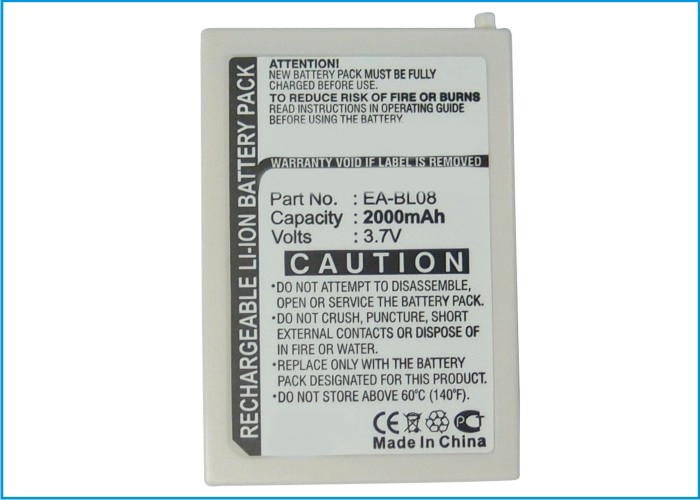 RECHARGEABLE LI-ION BATTERY PACK
ATTENTION!
NEW BATTERY PACK MUST BE FULLY
CHARGED BEFORE USING.
TO REDUCE RISK OF FIRE OR BURNS
READ INSTRUCTIONS IN OPERATING GUIDE
BEFORE USING THE BATTERY.
WARRANTY VOID IF LABEL IS REMOVED
Part No. : EA-BL08
Capacity : 2000mAh
Volts : 3.7V
CAUTION
•DO NOT ATTEMPT TO DISASSEMBLE,
OPEN OR SERVICE THE BATTERY PACK.
•DO NOT CRUSH, PUNCTURE, SHORT
EXTERNAL CONTACTS OR DISPOSE OF
IN FIRE OR WATER.
•REPLACE ONLY WITH THE BATTERY
PACK DESIGNED FOR THIS PRODUCT.
•DO NOT STORE ABOVE 60°C (140°F).
CE
Made In China